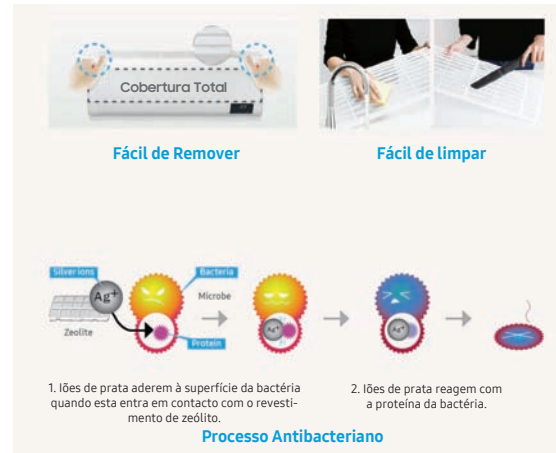 Cobertura Total
Fácil de Remover
Fácil de limpar
Silver ions
Ag+
Zeolite
Bacteria
Microbe
Protein
Ag+
Ag+
1. Iões de prata aderem à superfície da bactéria
quando esta entra em contacto com o revesti-
mento de zeólito.
2. Iões de prata reagem com
a proteína da bactéria.
Processo Antibacteriano